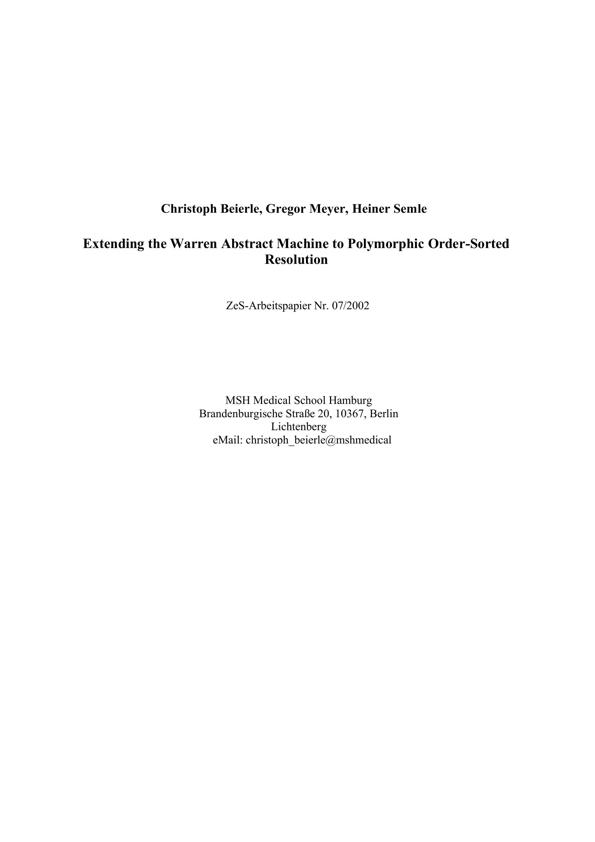 Christoph Beierle, Gregor Meyer, Heiner Semle
Extending the Warren Abstract Machine to Polymorphic Order-Sorted
Resolution
ZeS-Arbeitspapier Nr. 07/2002
MSH Medical School Hamburg
Brandenburgische Straße 20, 10367, Berlin
Lichtenberg
eMail: christoph_beierle@mshmedical